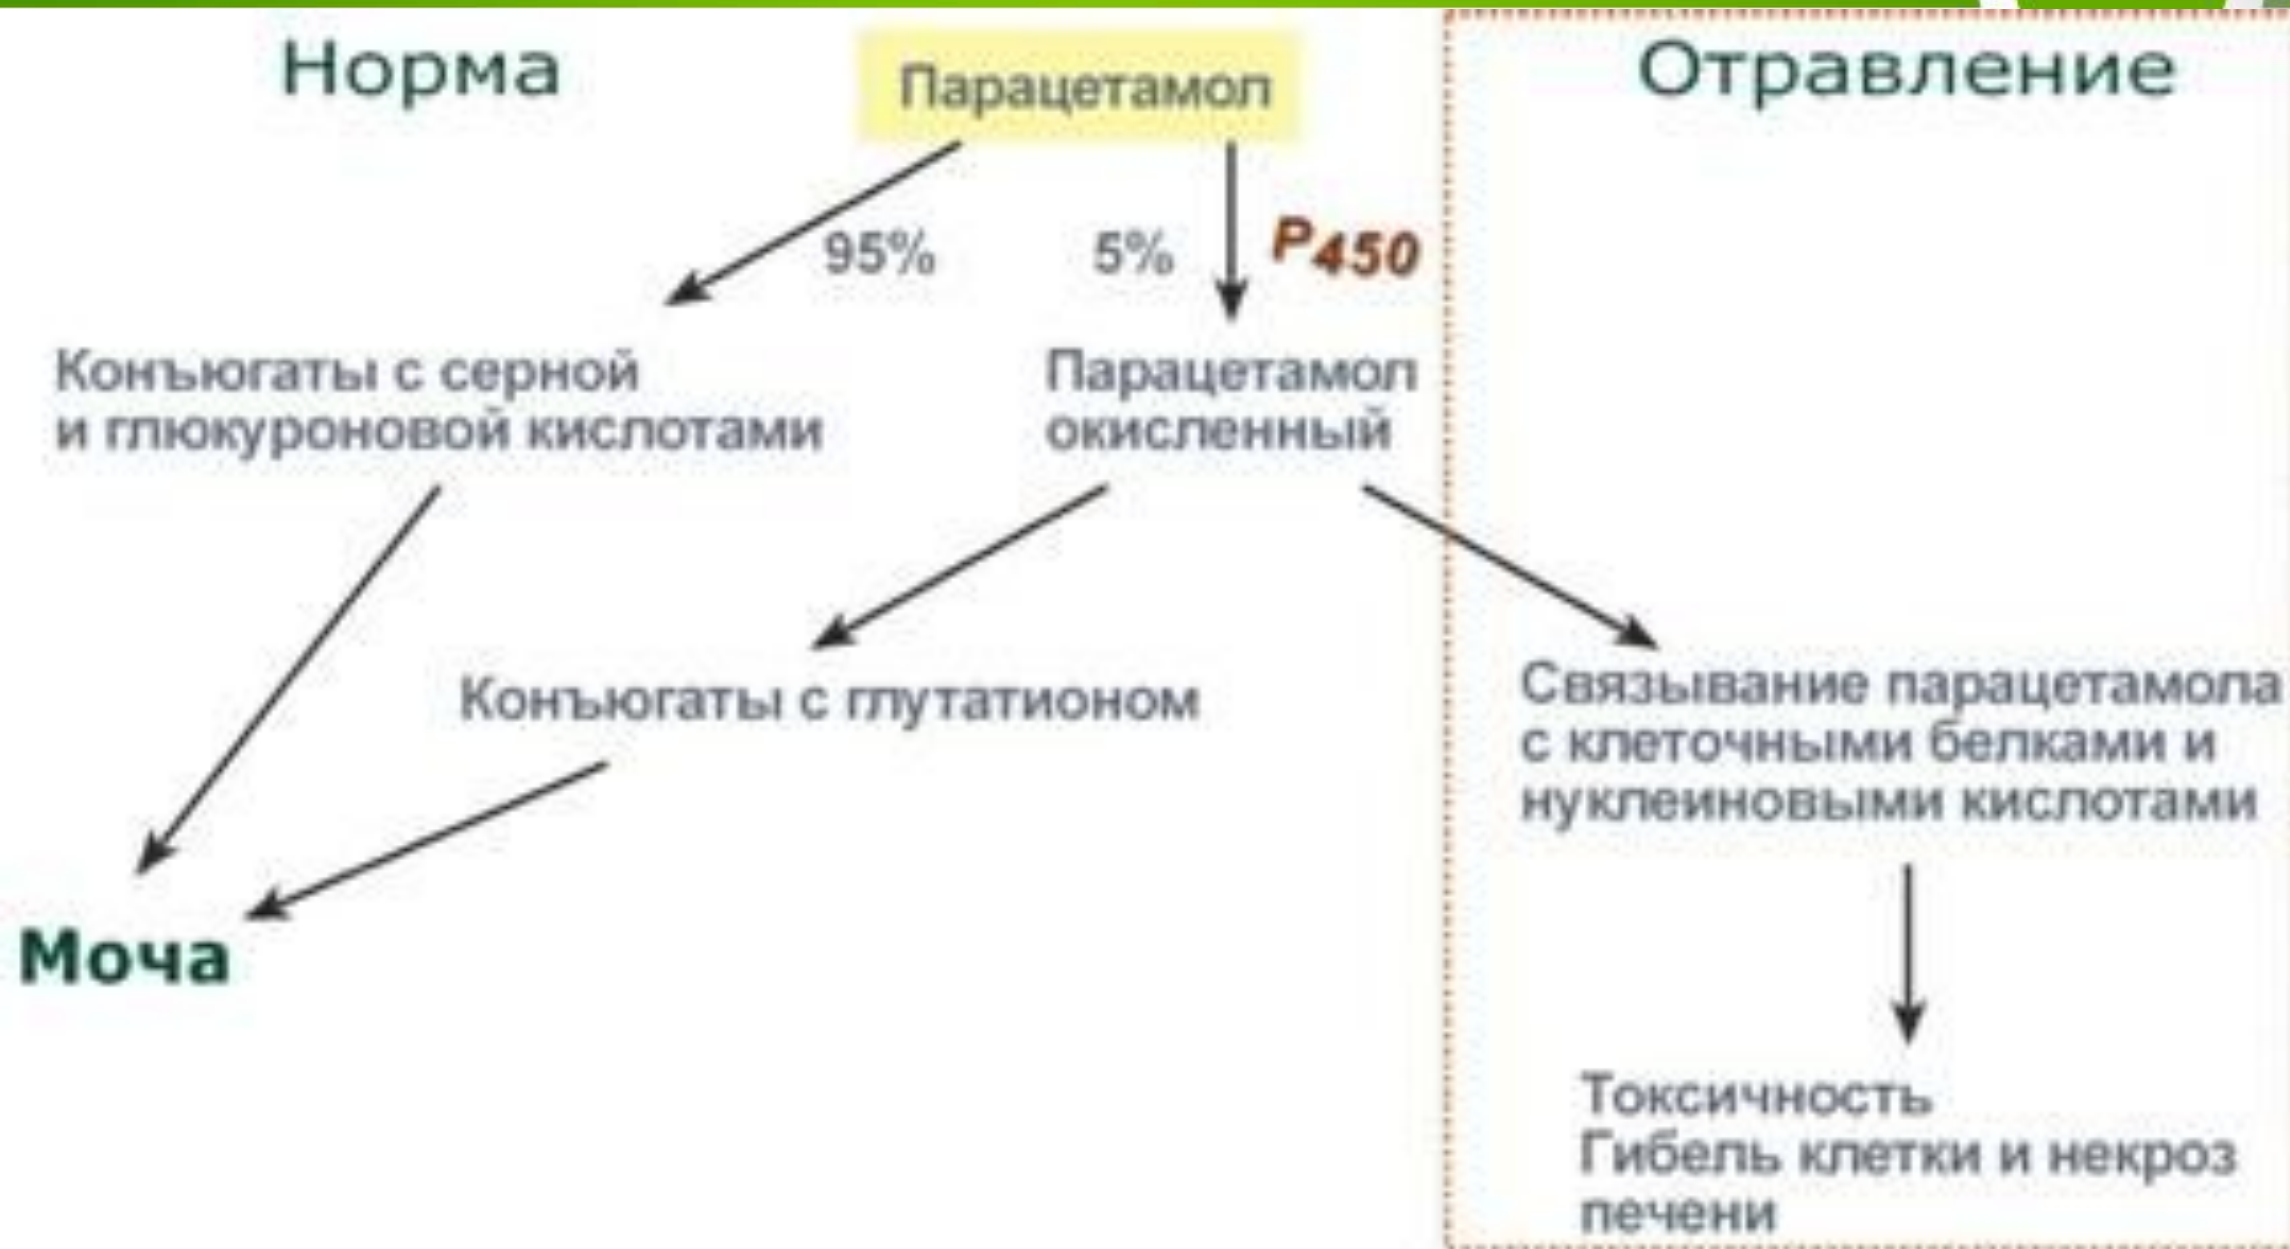 Норма
Парацетамол
Отравление
95%
5%
P450
Конъюгаты с серной
и глюкуроновой кислотами
Парацетамол
окисленный
Конъюгаты с глутатионом
Связывание парацетамола
с клеточными белками и
нуклеиновыми кислотами
Моча
Токсичность
Гибель клетки и некроз
печени